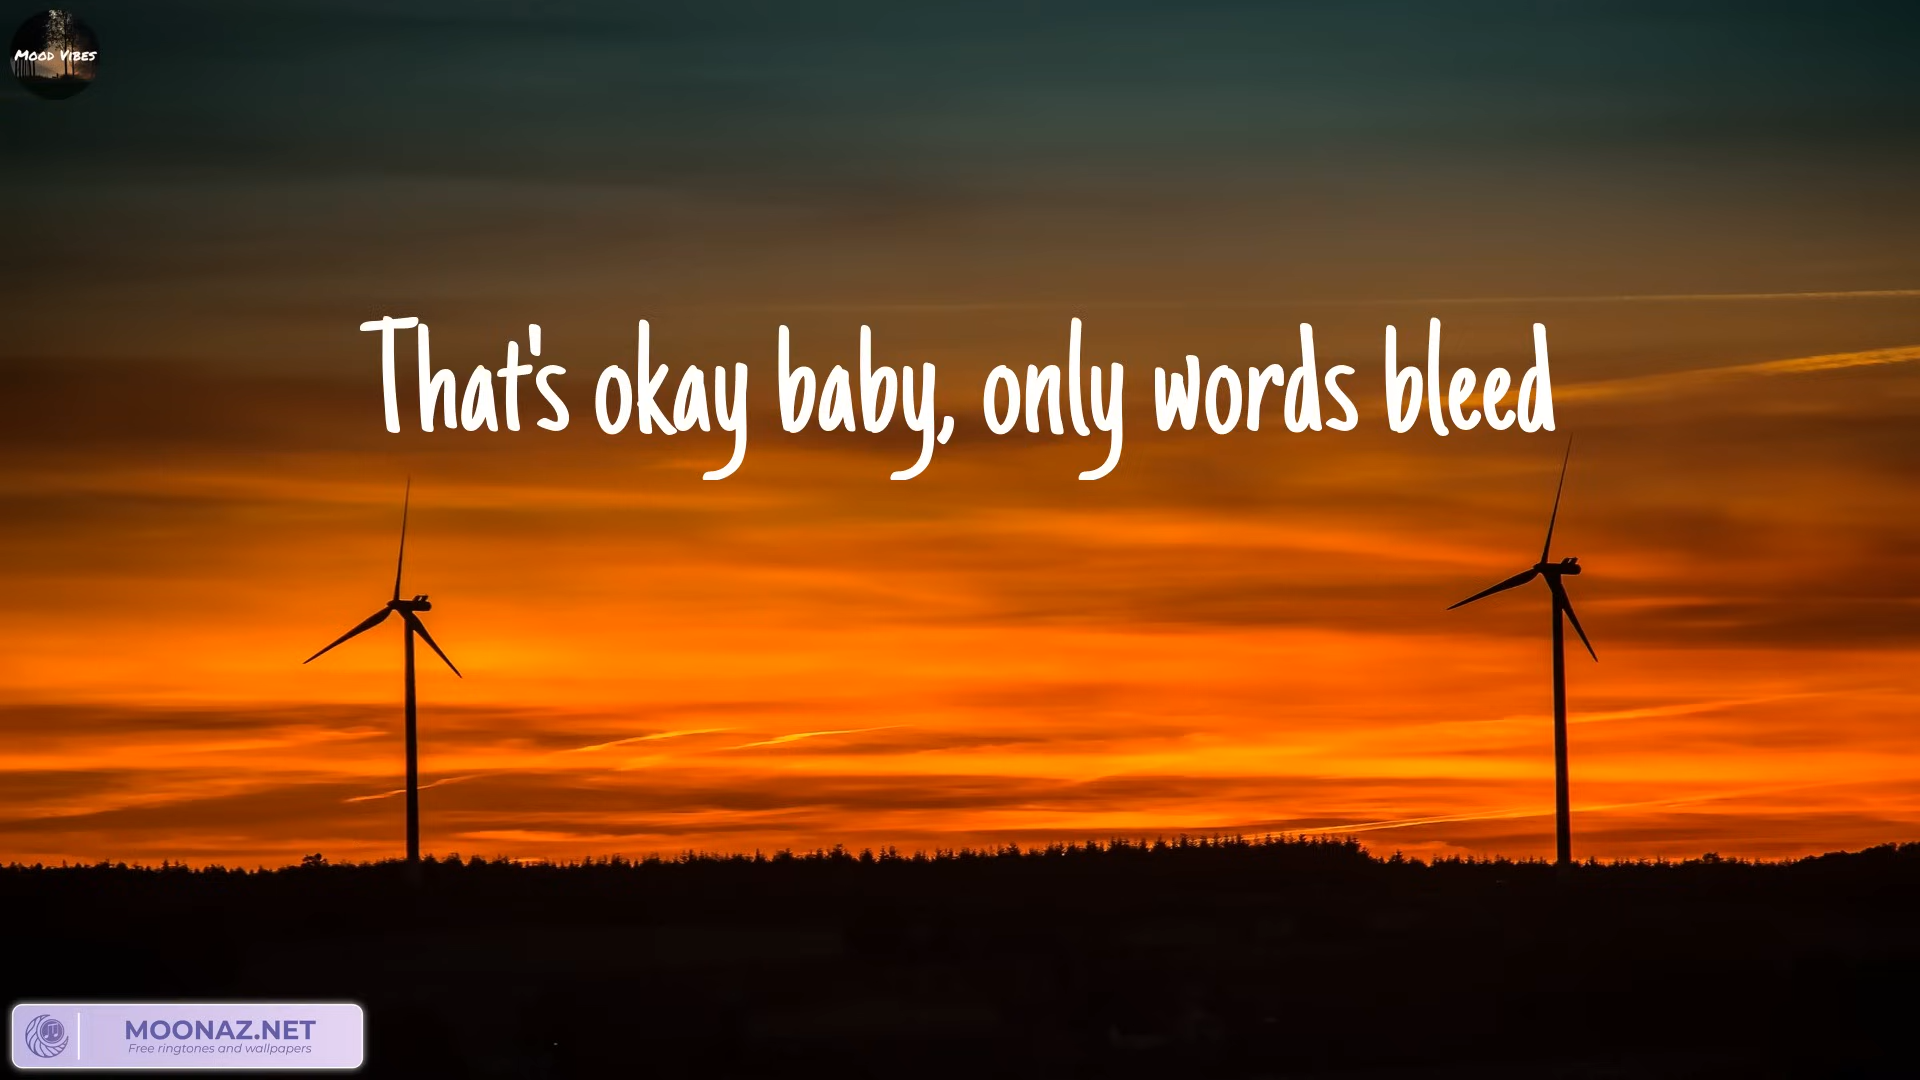 Mood Vibes
That's okay baby, only words bleed
MOONAZ.NET
Free ringtones and wallpapers